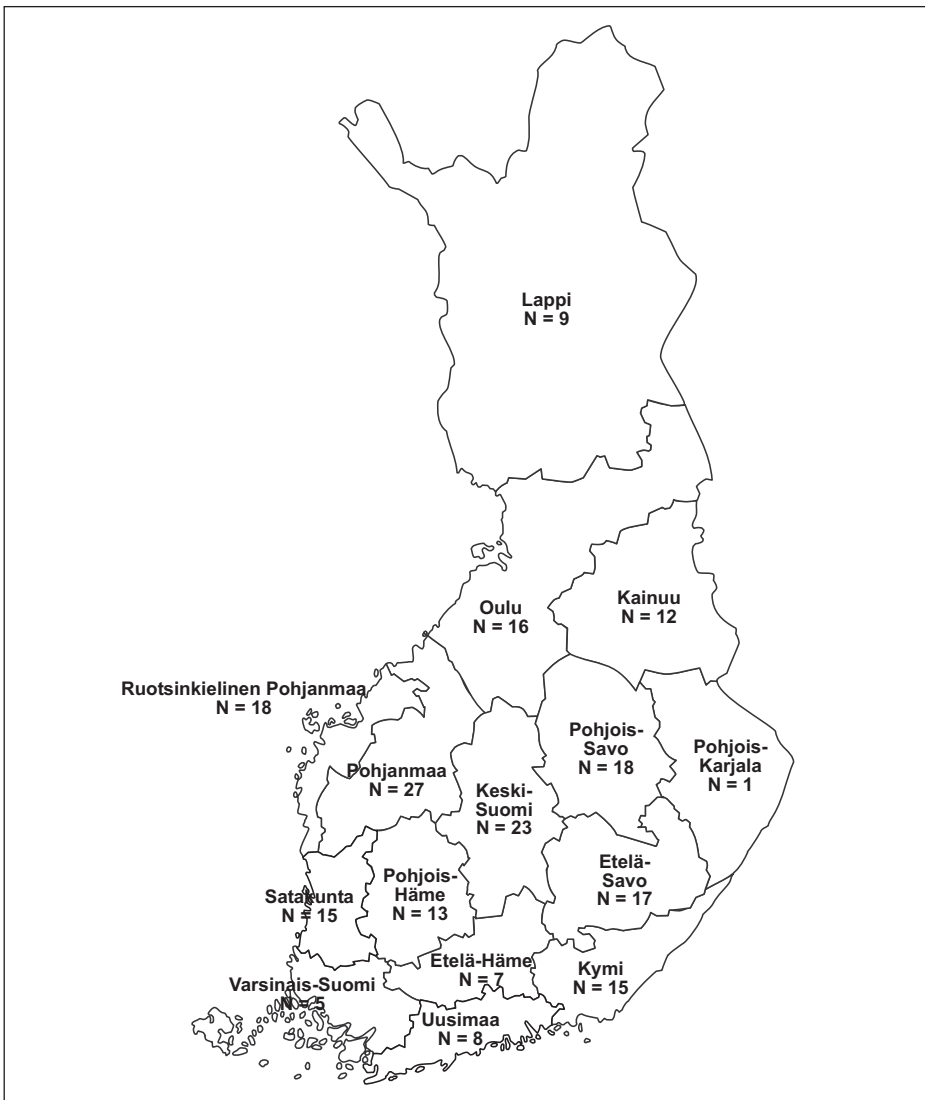 Lappi
N = 9
Oulu
N = 16
Kainuu
N = 12
Ruotsinkielinen Pohjanmaa
N = 18
Pohjanmaa
N = 27
Keski-
Suomi
N = 23
Pohjois-
Savo
N = 18
Pohjois-
Karjala
N = 1
Satakunta
N = 15
Pohjois-
Häme
N = 13
Etelä-
Savo
N = 17
Varsinais-Suomi
N = 5
Etelä-Häme
N = 7
Kymi
N = 15
Uusimaa
N = 8